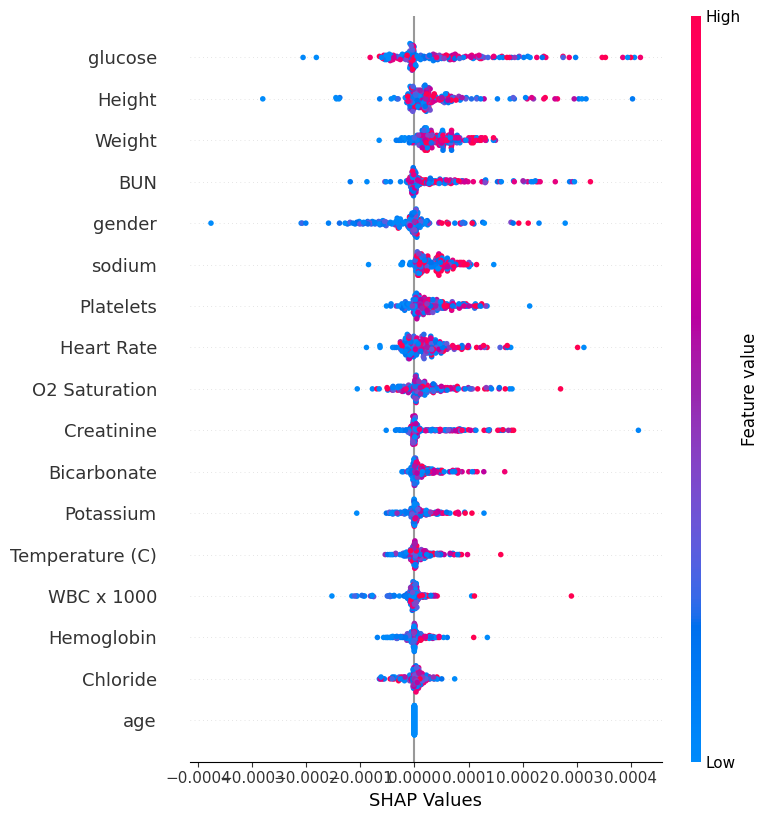 High
glucose
Height
Weight
BUN
gender
sodium
Platelets
Heart Rate
O2 Saturation
Creatinine
Bicarbonate
Potassium
Temperature (C)
WBC x 1000
Hemoglobin
Chloride
age
Feature value
Low
−0.0004 −0.0003 −0.0002 −0.0001 0.0000 0.0001 0.0002 0.0003 0.0004
SHAP Values